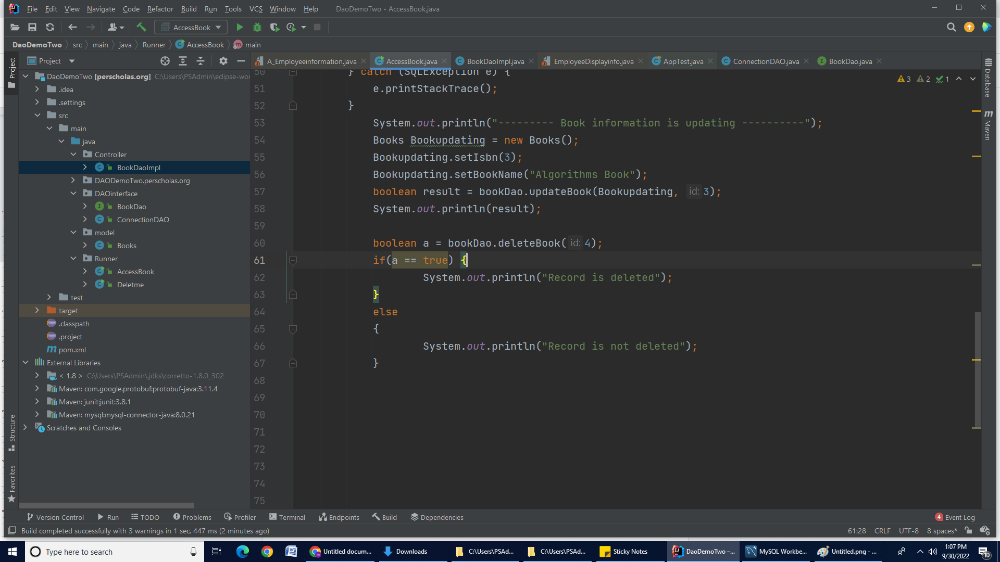 File Edit View Navigate Code Refactor Build Run Tools VCS Window Help DaoDemoTwo - AccessBook.java
AccessBook
DaoDemoTwo src main java Runner AccessBook main
Project
A_Employeeinformation.java AccessBook.java BookDaoImpl.java EmployeeDisplayinfo.java AppTest.java ConnectionDAO.java BookDao.java
Project
Structure
Favorites
DaoDemoTwo [perscholas.org] C:\Users\PSAdmin\eclipse-wor
.idea
.settings
src
main
java
Controller
BookDaoImpl
DAODemoTwo.perscholas.org
DAOinterface
BookDao
ConnectionDAO
model
Books
Runner
AccessBook
Deletme
test
target
.classpath
.project
pom.xml
External Libraries
< 1.8 > C:\Users\PSAdmin\.jdks\corretto-1.8.0_302
Maven: com.google.protobuf:protobuf-java:3.11.4
Maven: junit:junit:3.8.1
Maven: mysql:mysql-connector-java:8.0.21
Scratches and Consoles
50 } catch (SQLException e) {
51 e.printStackTrace();
52 }
53 System.out.println("--------- Book information is updating ----------");
54 Books Bookupdating = new Books();
55 Bookupdating.setIsbn(3);
56 Bookupdating.setBookName("Algorithms Book");
57 boolean result = bookDao.updateBook(Bookupdating, id: 3);
58 System.out.println(result);
59
60 boolean a = bookDao.deleteBook( id: 4);
61 if(a == true) {
62 System.out.println("Record is deleted");
63 }
64 else
65 {
66 System.out.println("Record is not deleted");
67 }
68
69
70
71
72
73
74
75
3 2 1
Database
Maven
Version Control Run TODO Problems Profiler Terminal Endpoints Build Dependencies 4 Event Log
Build completed successfully with 3 warnings in 1 sec, 447 ms (2 minutes ago) 61:28 CRLF UTF-8 8 spaces*
Type here to search Untitled docum... Downloads C:\Users\PSAd... C:\Users\PSAd... Sticky Notes DaoDemoTwo –... MySQL Workbe... Untitled.png - ... 1:07 PM
9/30/2022 10